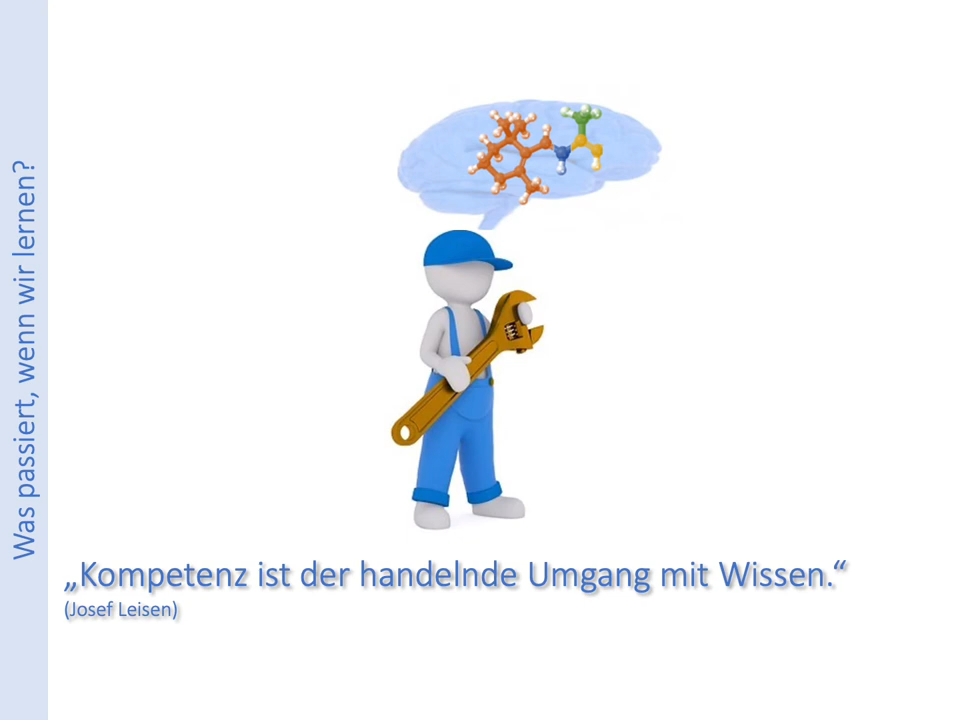 Was passiert, wenn wir lernen?
„Kompetenz ist der handelnde Umgang mit Wissen.“
(Josef Leisen)